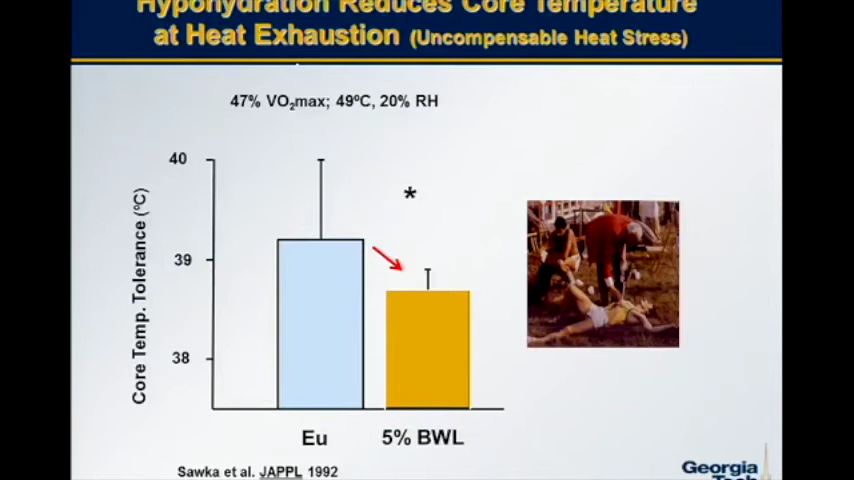 Hypohydration Reduces Core Temperature
at Heat Exhaustion (Uncompensable Heat Stress)
47% VO₂max; 49ºC, 20% RH
40
*
39
38
Core Temp. Tolerance (ºC)
Eu
5% BWL
Sawka et al. JAPPL 1992
Georgia
Tech